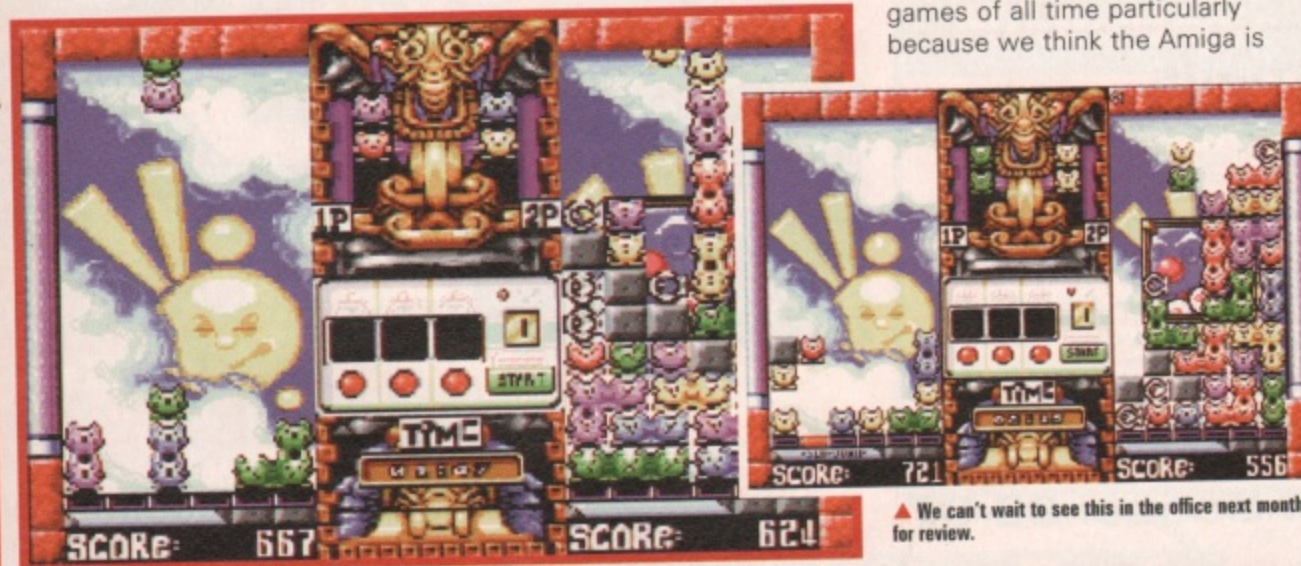 games of all time particularly
because we think the Amiga is
1P
2P
1
START
TIME
SCORE: 667
SCORE: 624
1P
2P
1
START
TIME
SCORE: 721
SCORE: 556
▲ We can't wait to see this in the office next month
for review.